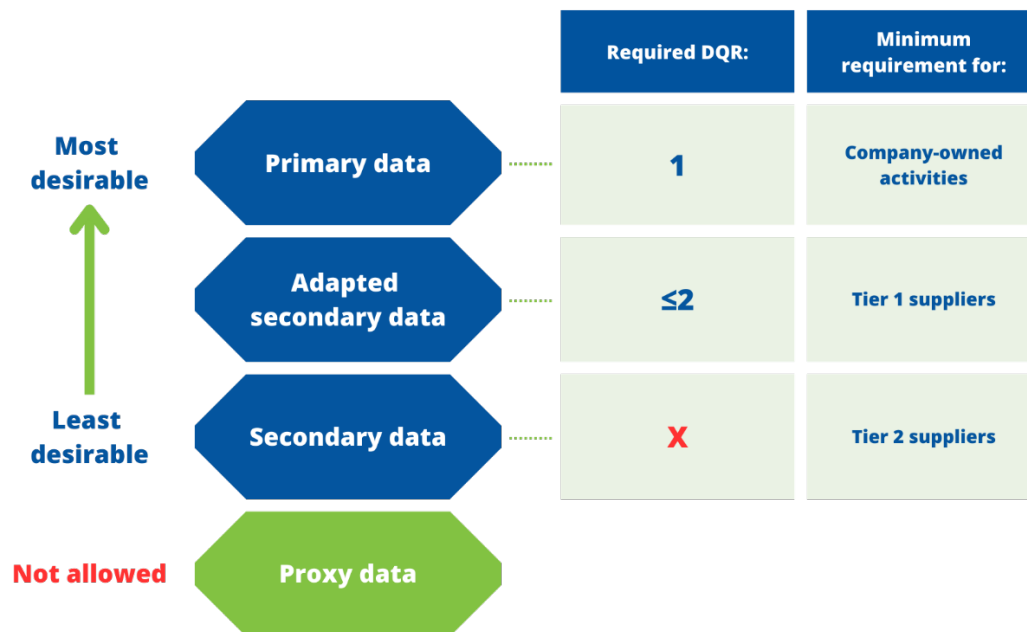 Required DQR:
Minimum
requirement for:
Most
desirable
Primary data
1
Company-owned
activities
Adapted
secondary data
≤2
Tier 1 suppliers
Least
desirable
Secondary data
X
Tier 2 suppliers
Not allowed
Proxy data